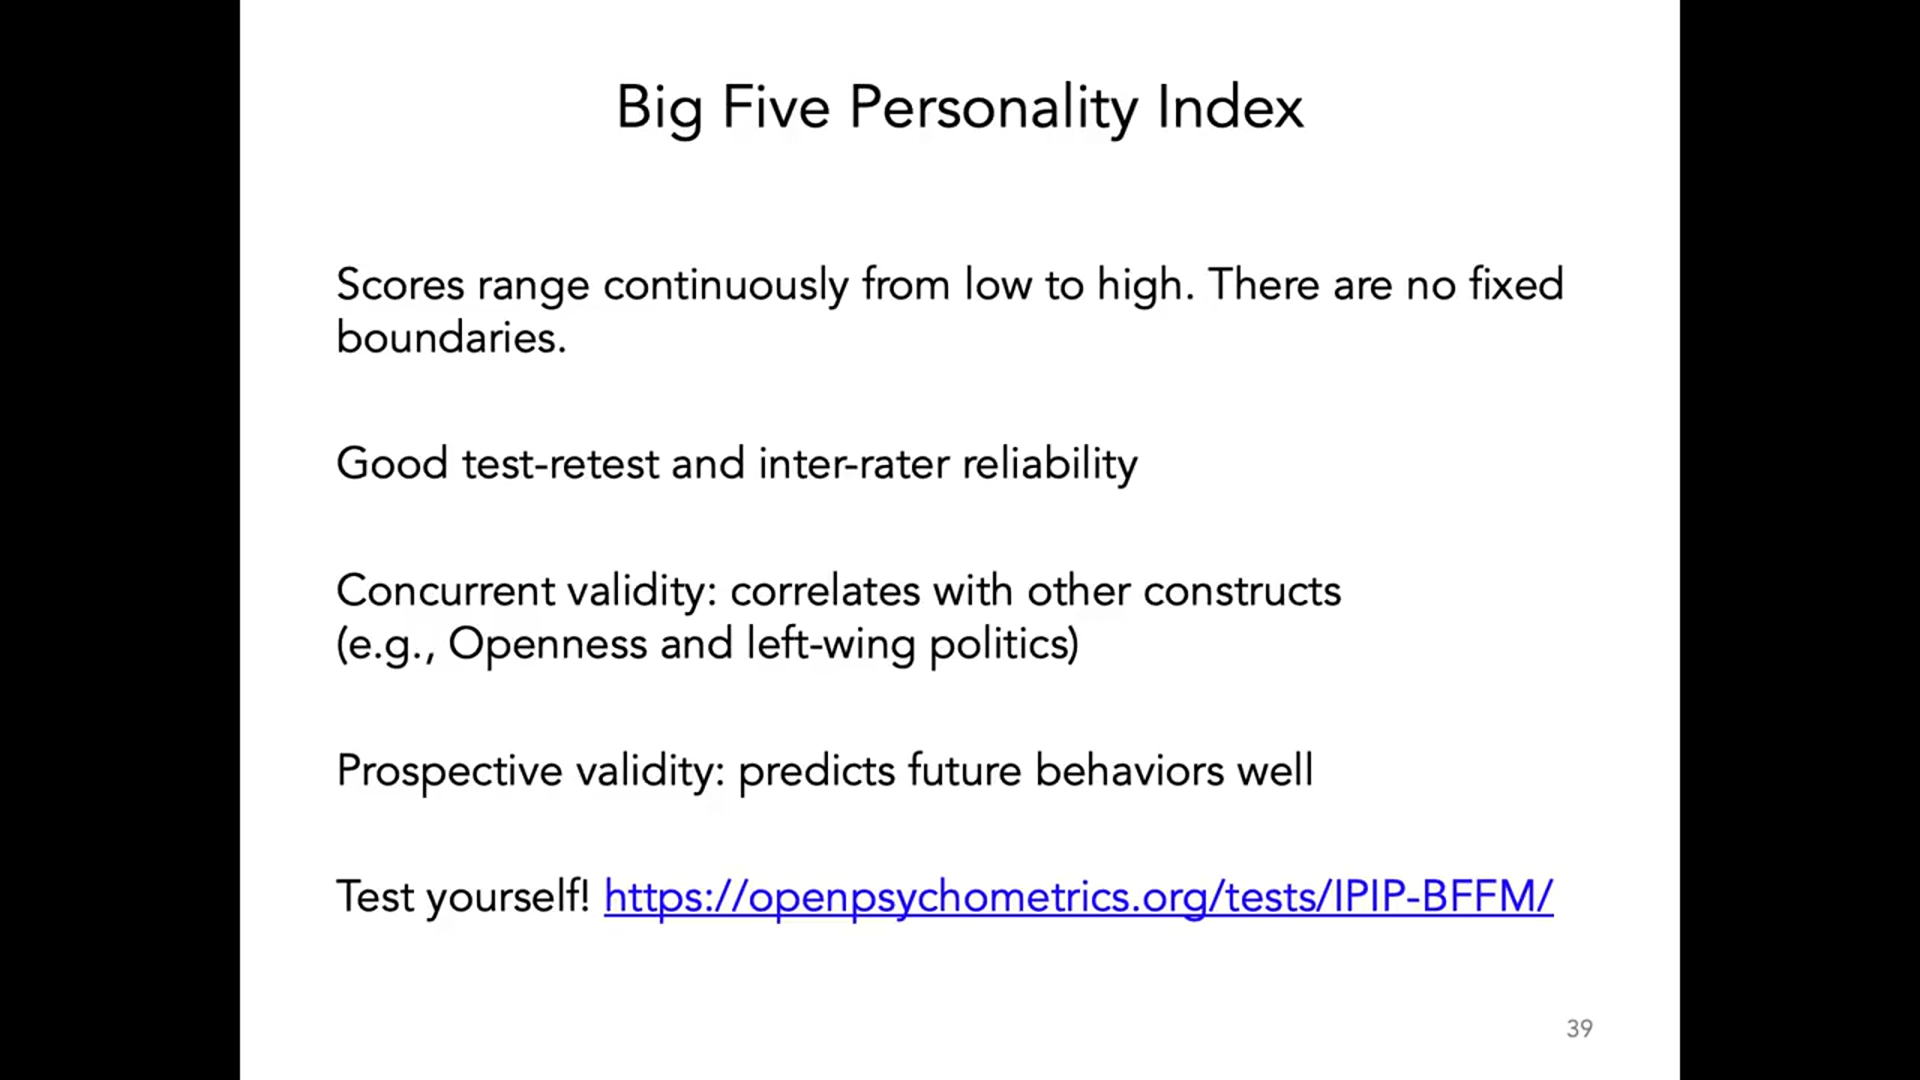 Big Five Personality Index
Scores range continuously from low to high. There are no fixed
boundaries.
Good test-retest and inter-rater reliability
Concurrent validity: correlates with other constructs
(e.g., Openness and left-wing politics)
Prospective validity: predicts future behaviors well
Test yourself! https://openpsychometrics.org/tests/IPIP-BFFM/
39